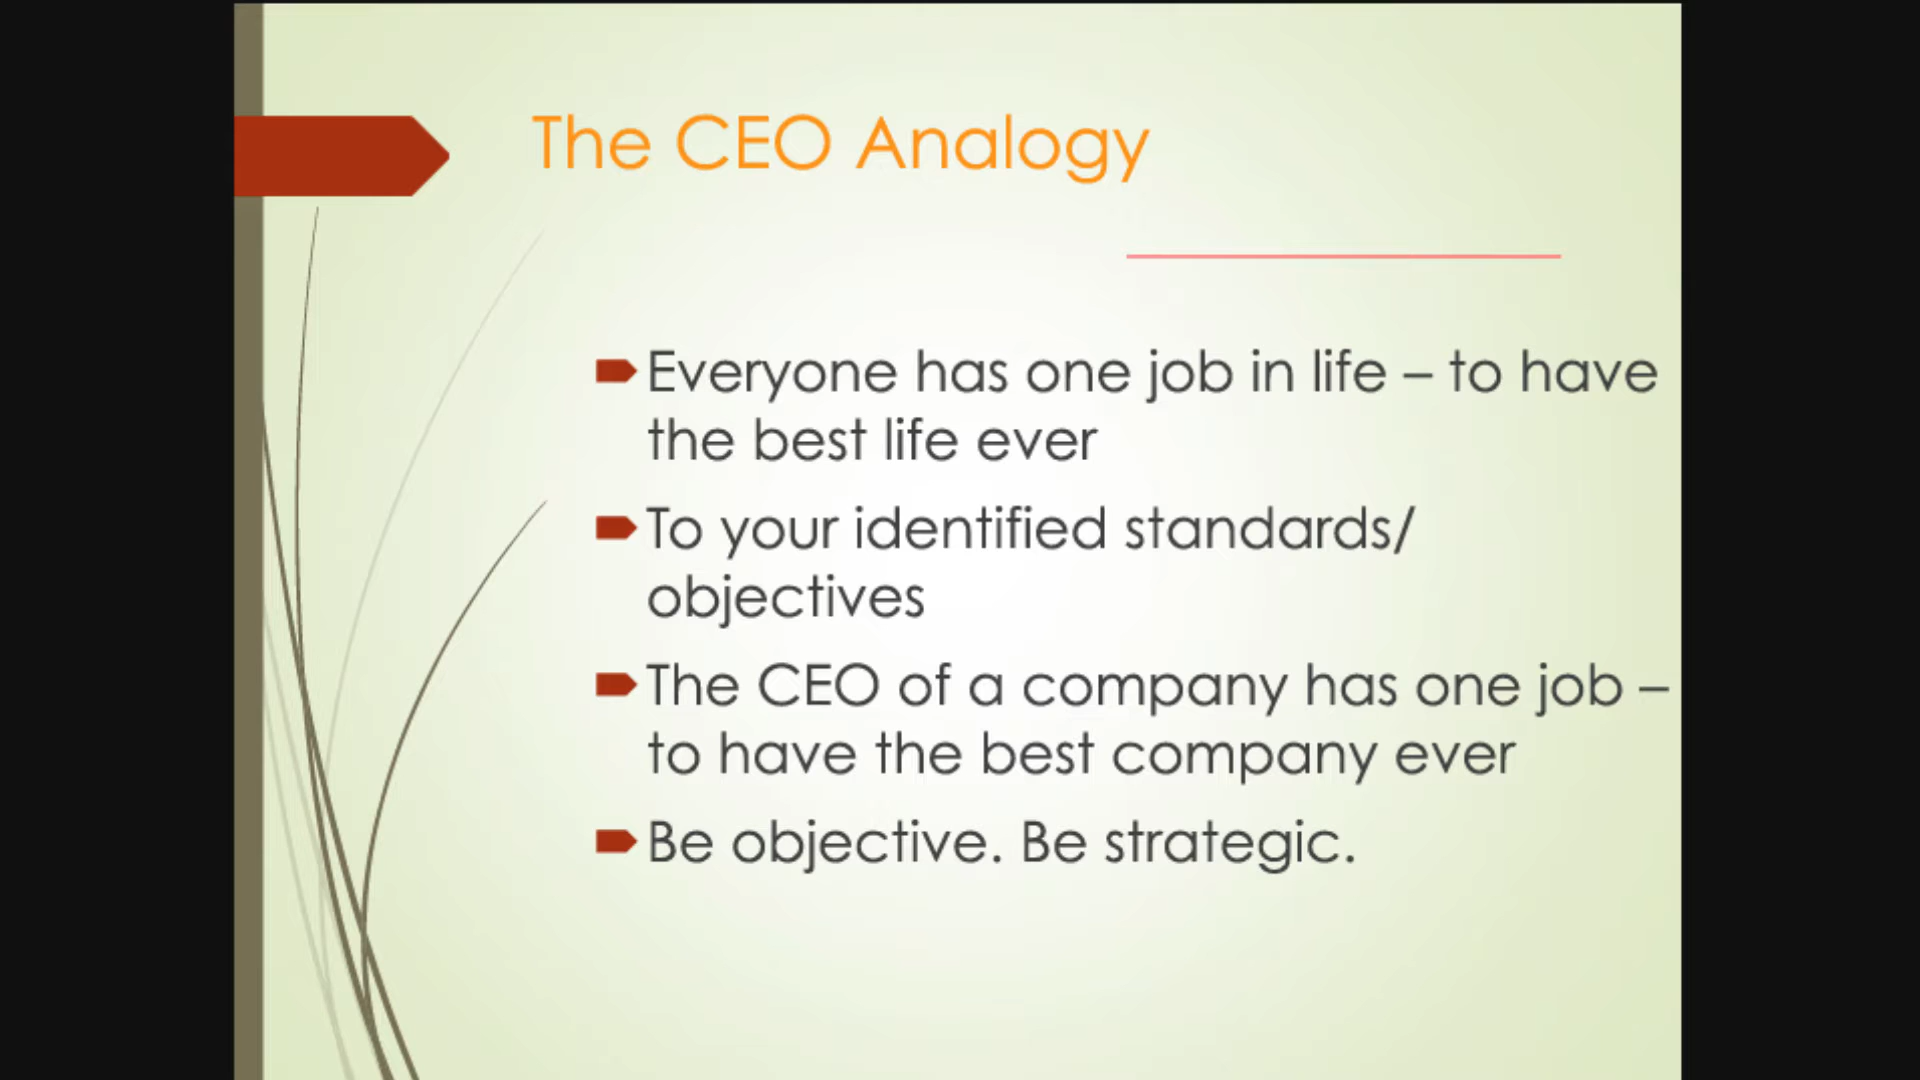 The CEO Analogy
Everyone has one job in life – to have
the best life ever
To your identified standards/
objectives
The CEO of a company has one job –
to have the best company ever
Be objective. Be strategic.